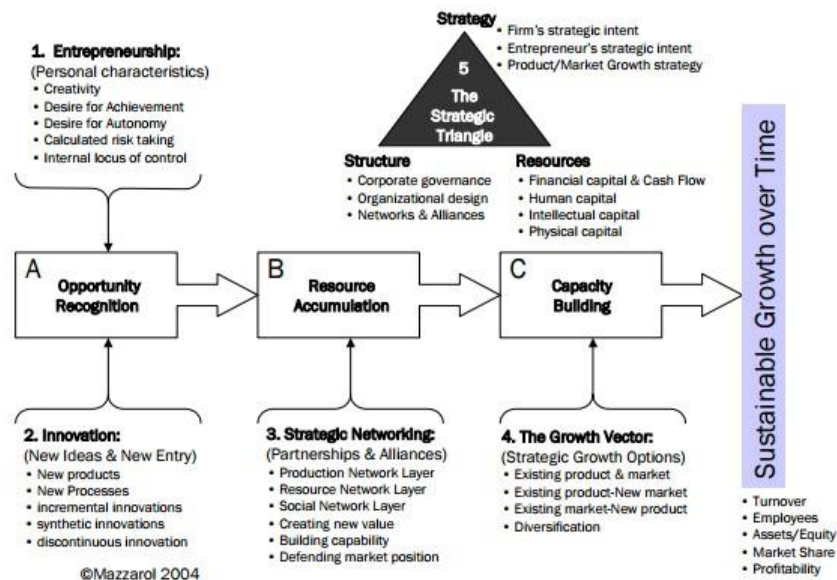 Strategy
• Firm's strategic intent
• Entrepreneur's strategic intent
• Product/Market Growth strategy
5
The
Strategic
Triangle
1. Entrepreneurship:
(Personal characteristics)
• Creativity
• Desire for Achievement
• Desire for Autonomy
• Calculated risk taking
• Internal locus of control
Structure
• Corporate governance
• Organizational design
• Networks & Alliances
Resources
• Financial capital & Cash Flow
• Human capital
• Intellectual capital
• Physical capital
A
Opportunity
Recognition
B
Resource
Accumulation
C
Capacity
Building
Sustainable Growth over Time
2. Innovation:
(New Ideas & New Entry)
• New products
• New Processes
• incremental innovations
• synthetic innovations
• discontinuous innovation
3. Strategic Networking:
(Partnerships & Alliances)
• Production Network Layer
• Resource Network Layer
• Social Network Layer
• Creating new value
• Building capability
• Defending market position
4. The Growth Vector:
(Strategic Growth Options)
• Existing product & market
• Existing product-New market
• Existing market-New product
• Diversification
• Turnover
• Employees
• Assets/Equity
• Market Share
• Profitability
©Mazzarol 2004